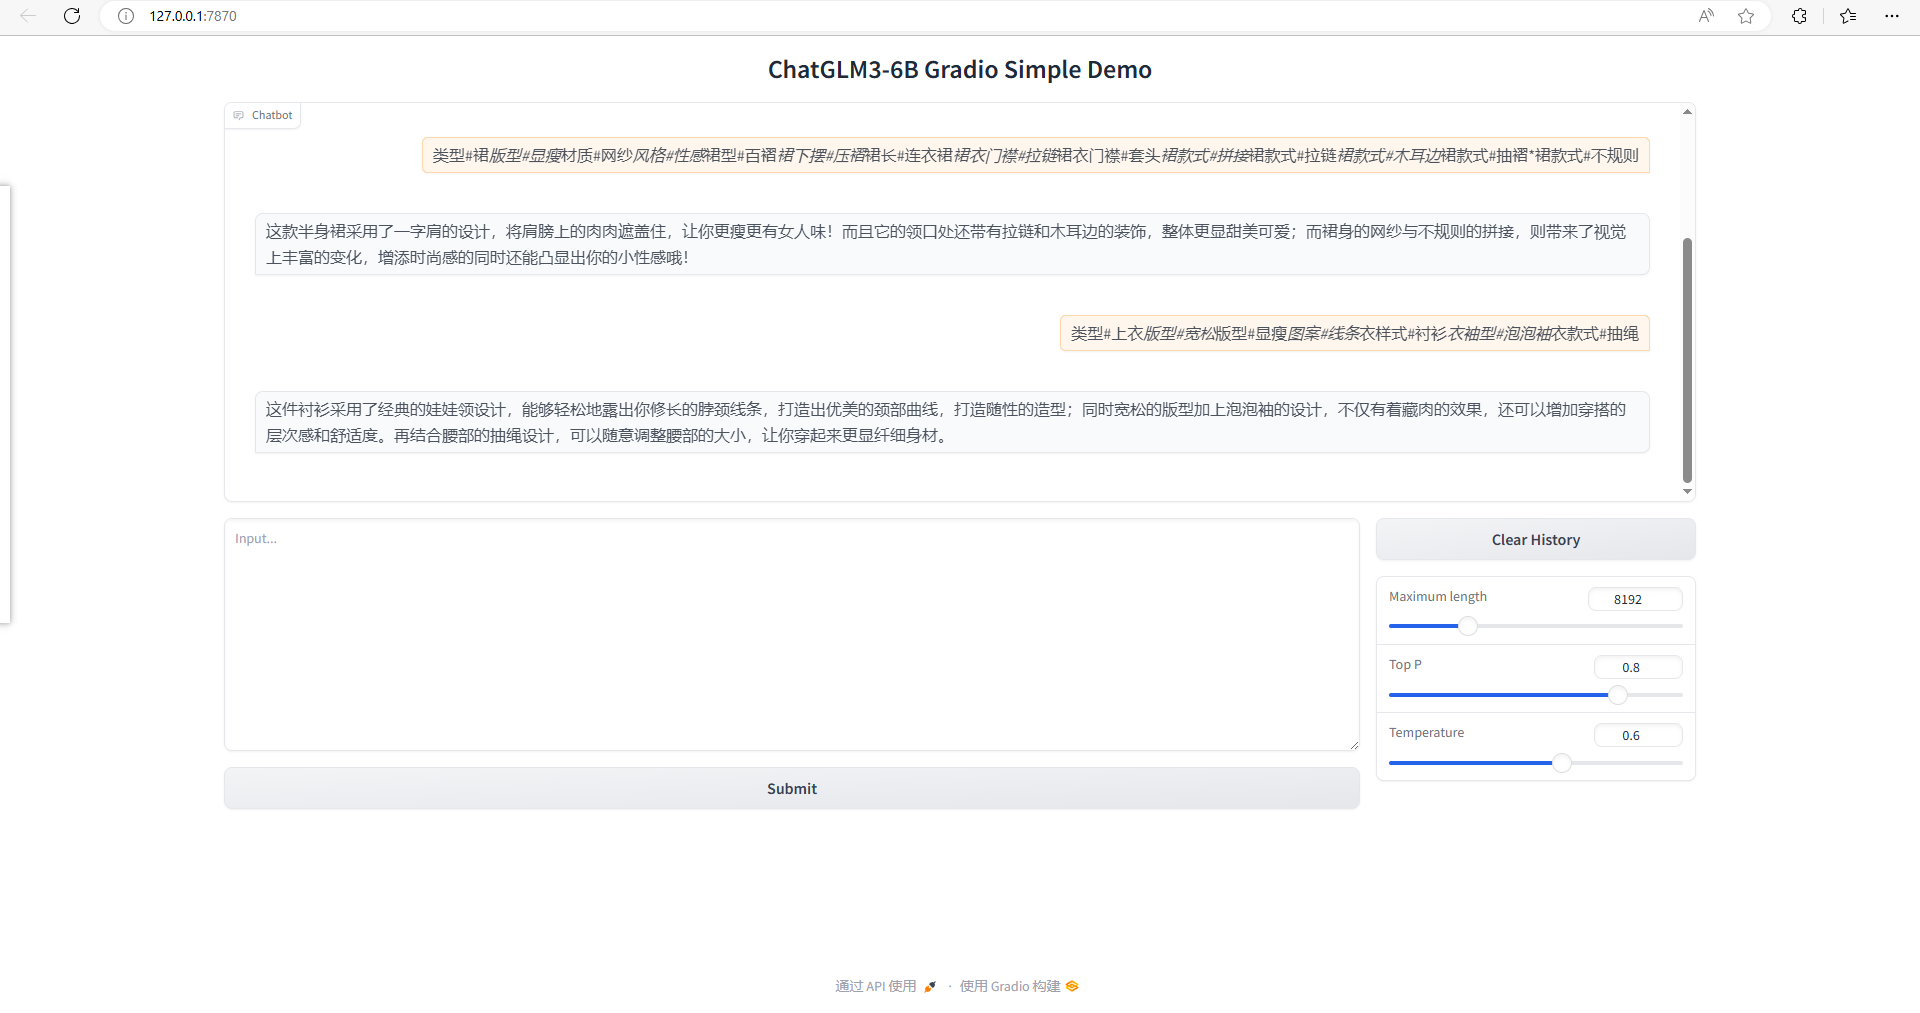 127.0.0.1:7870
ChatGLM3-6B Gradio Simple Demo
Chatbot
类型#裙版型#显瘦材质#网纱风格#性感裙型#百褶裙下摆#压褶裙长#连衣裙裙衣门襟#拉链裙衣门襟#套头裙款式#拼接裙款式#拉链裙款式#木耳边裙款式#抽褶*裙款式#不规则
这款半身裙采用了一字肩的设计，将肩膀上的肉肉遮盖住，让你更瘦更有女人味！而且它的领口处还带有拉链和木耳边的装饰，整体更显甜美可爱；而裙身的网纱与不规则的拼接，则带来了视觉
上丰富的变化，增添时尚感的同时还能凸显出你的小性感哦！
类型#上衣版型#宽松版型#显瘦图案#线条衣样式#衬衫衣袖型#泡泡袖衣款式#抽绳
这件衬衫采用了经典的娃娃领设计，能够轻松地露出你修长的脖颈线条，打造出优美的颈部曲线，打造随性的造型；同时宽松的版型加上泡泡袖的设计，不仅有着藏肉的效果，还可以增加穿搭的
层次感和舒适度。再结合腰部的抽绳设计，可以随意调整腰部的大小，让你穿起来更显纤细身材。
Input...
Clear History
Maximum length
8192
Top P
0.8
Temperature
0.6
Submit
通过 API 使用 · 使用 Gradio 构建